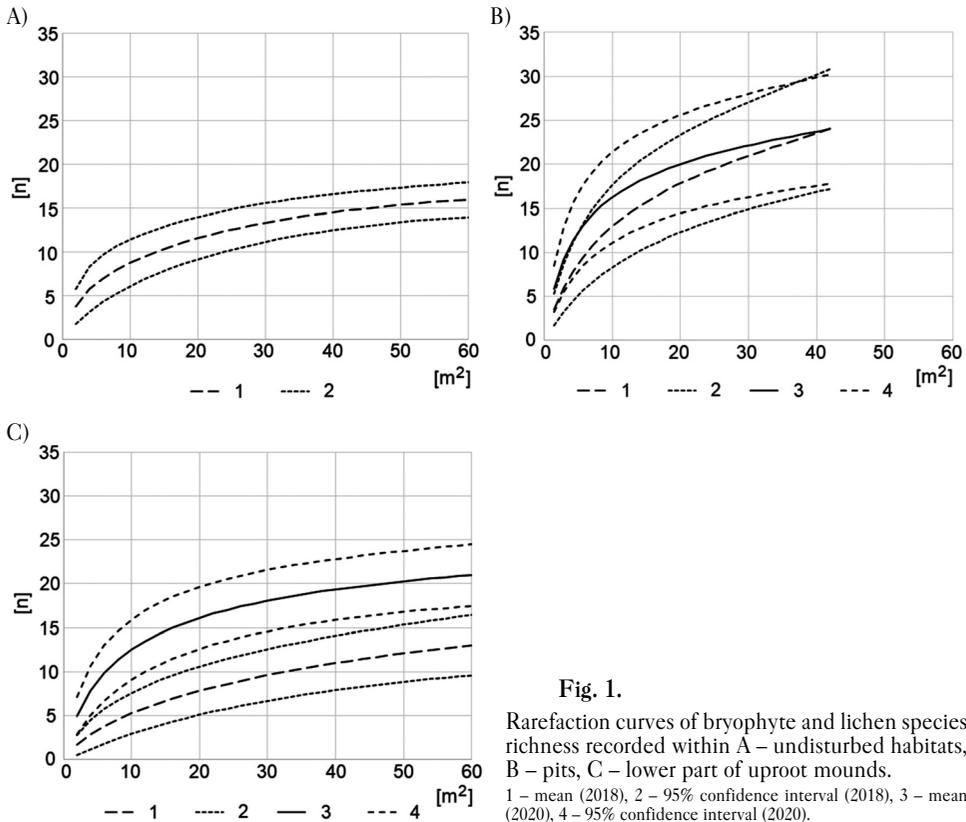 A)
35
30
25
20
15
10
5
0
[n]
0 10 20 30 40 50 60
[m²]
1 2
B)
35
30
25
20
15
10
5
0
[n]
0 10 20 30 40 50 60
[m²]
1 2 3 4
C)
35
30
25
20
15
10
5
0
[n]
0 10 20 30 40 50 60
[m²]
1 2 3 4
Fig. 1.
Rarefaction curves of bryophyte and lichen species
richness recorded within A – undisturbed habitats,
B – pits, C – lower part of uproot mounds.
1 – mean (2018), 2 – 95% confidence interval (2018), 3 – mean
(2020), 4 – 95% confidence interval (2020).